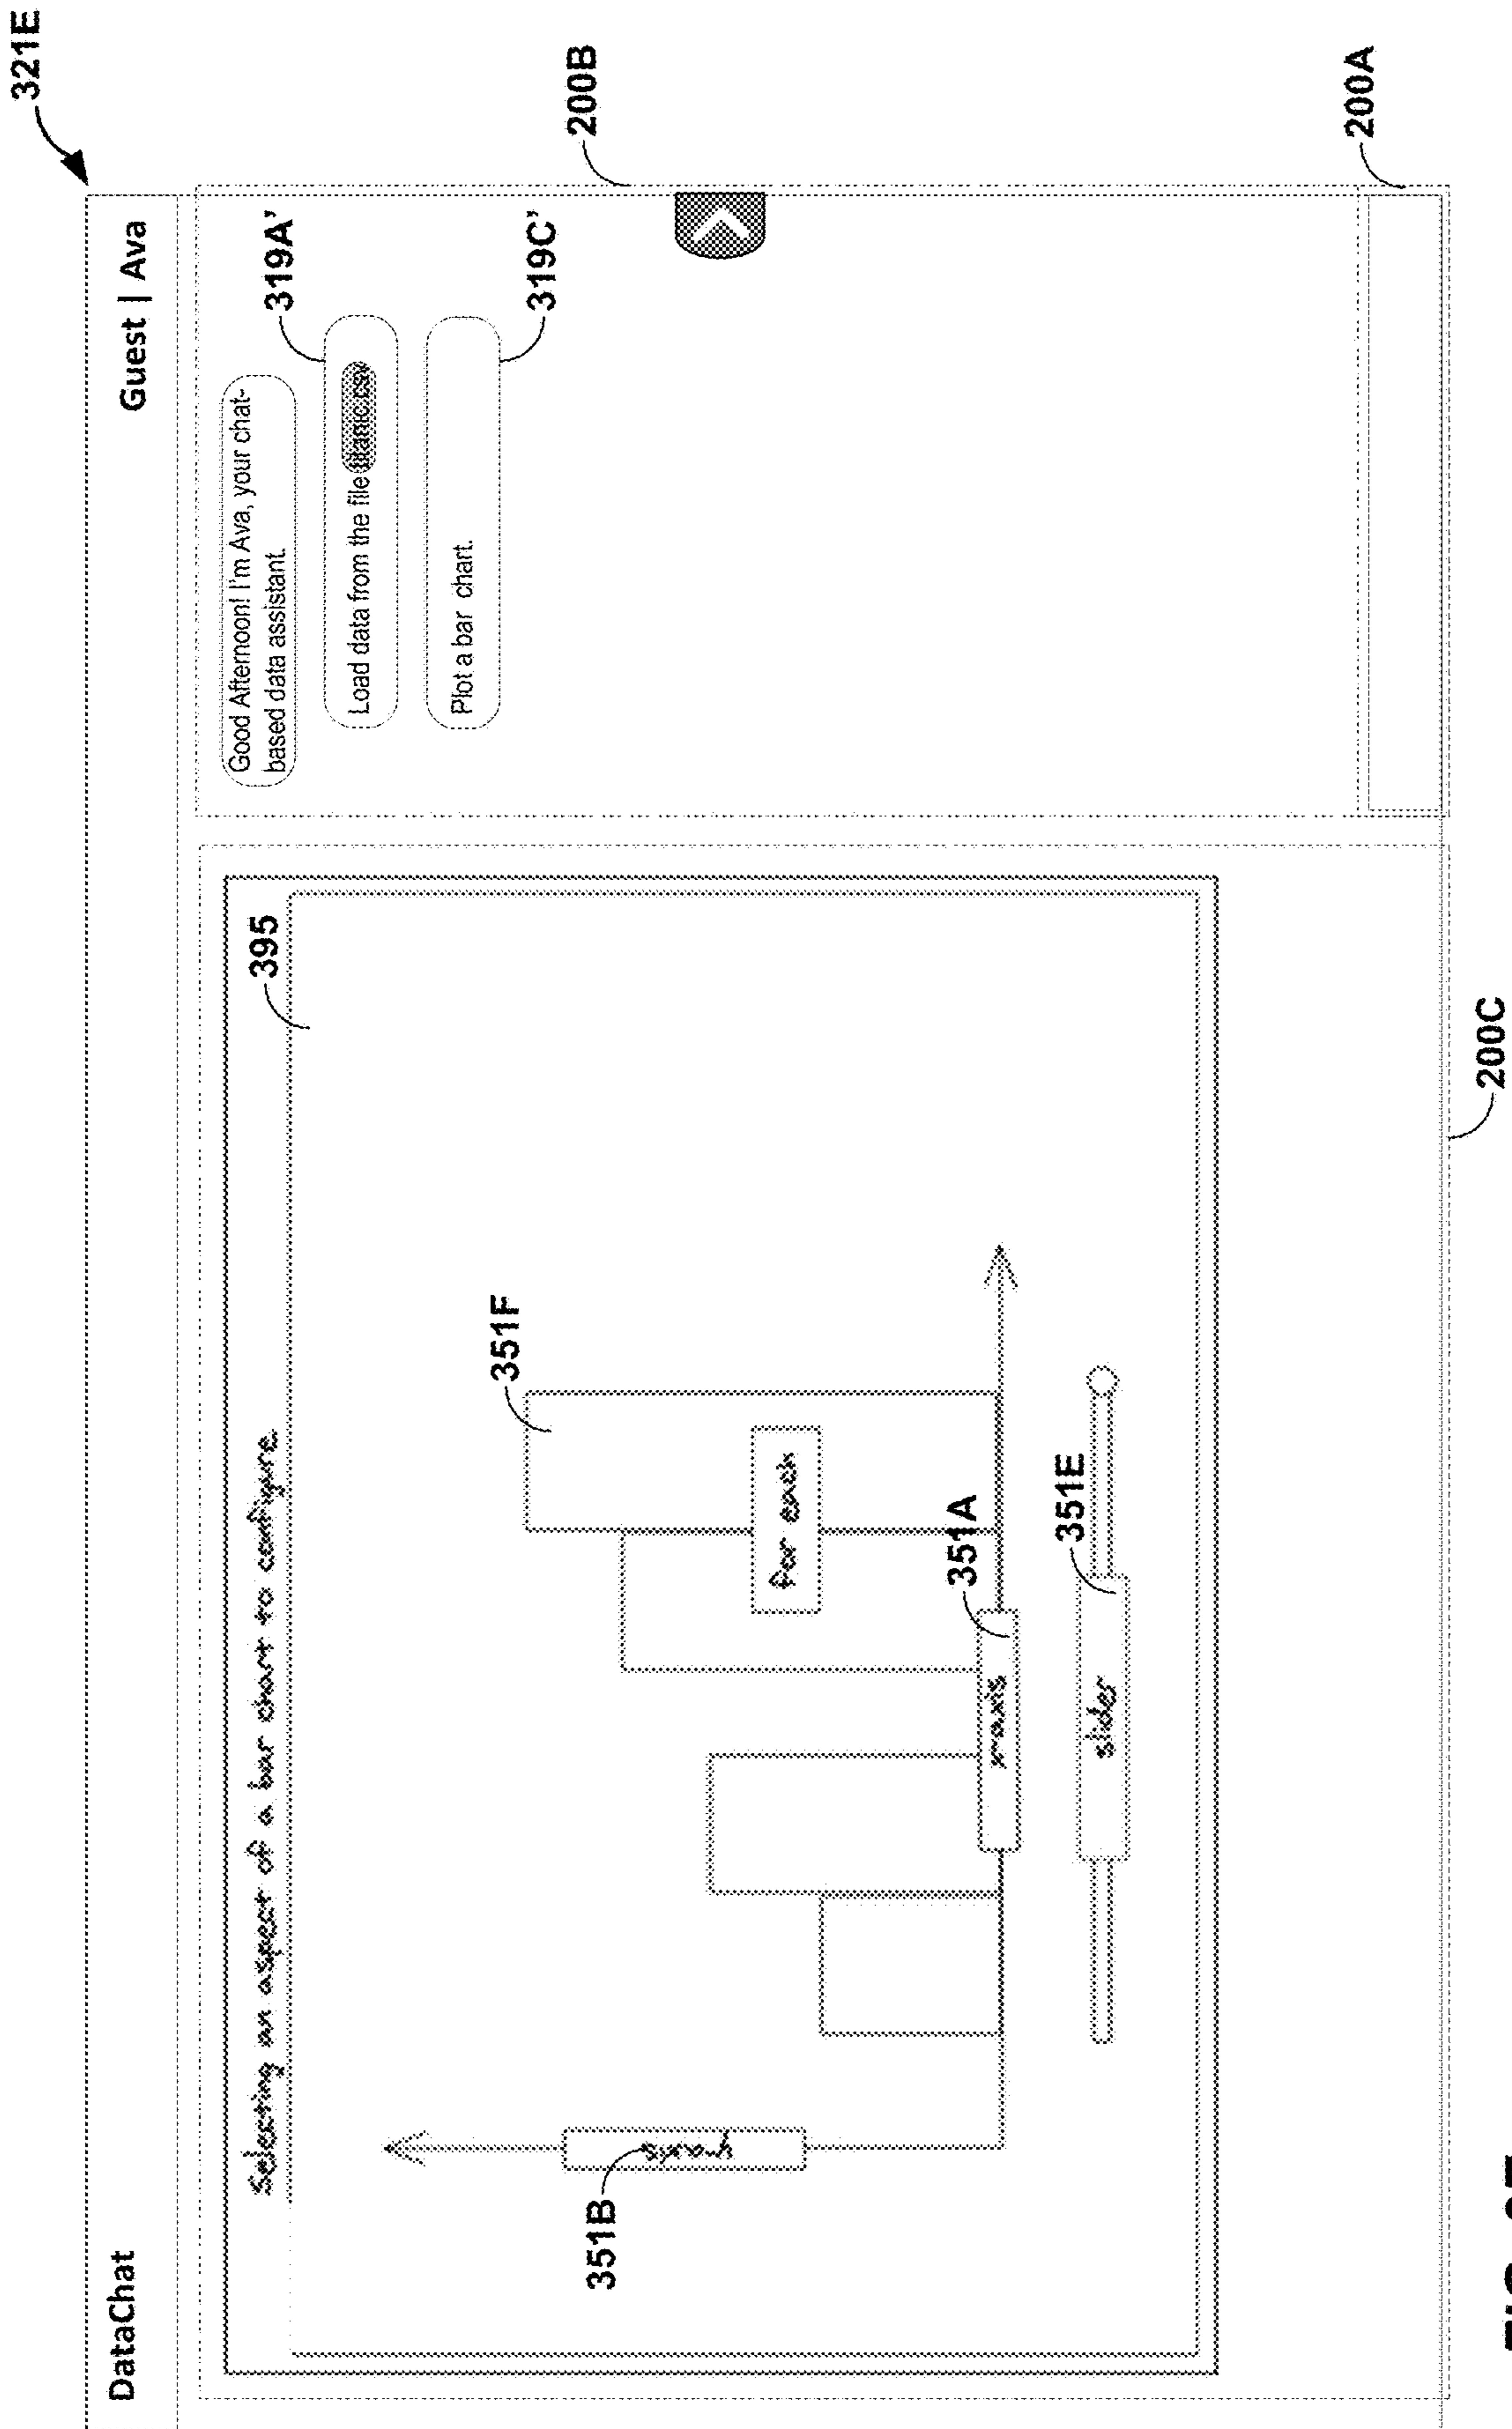 321E
DataChat
Guest | Ava
Selecting an aspect of a bar chart to configure.
395
351F
351B
for each
351A
x-axis
351E
slider
200C
Good Afternoon! I'm Ava, your chat-
based data assistant.
319A'
Load data from the file titanic.csv
319C'
Plot a bar chart.
200B
200A